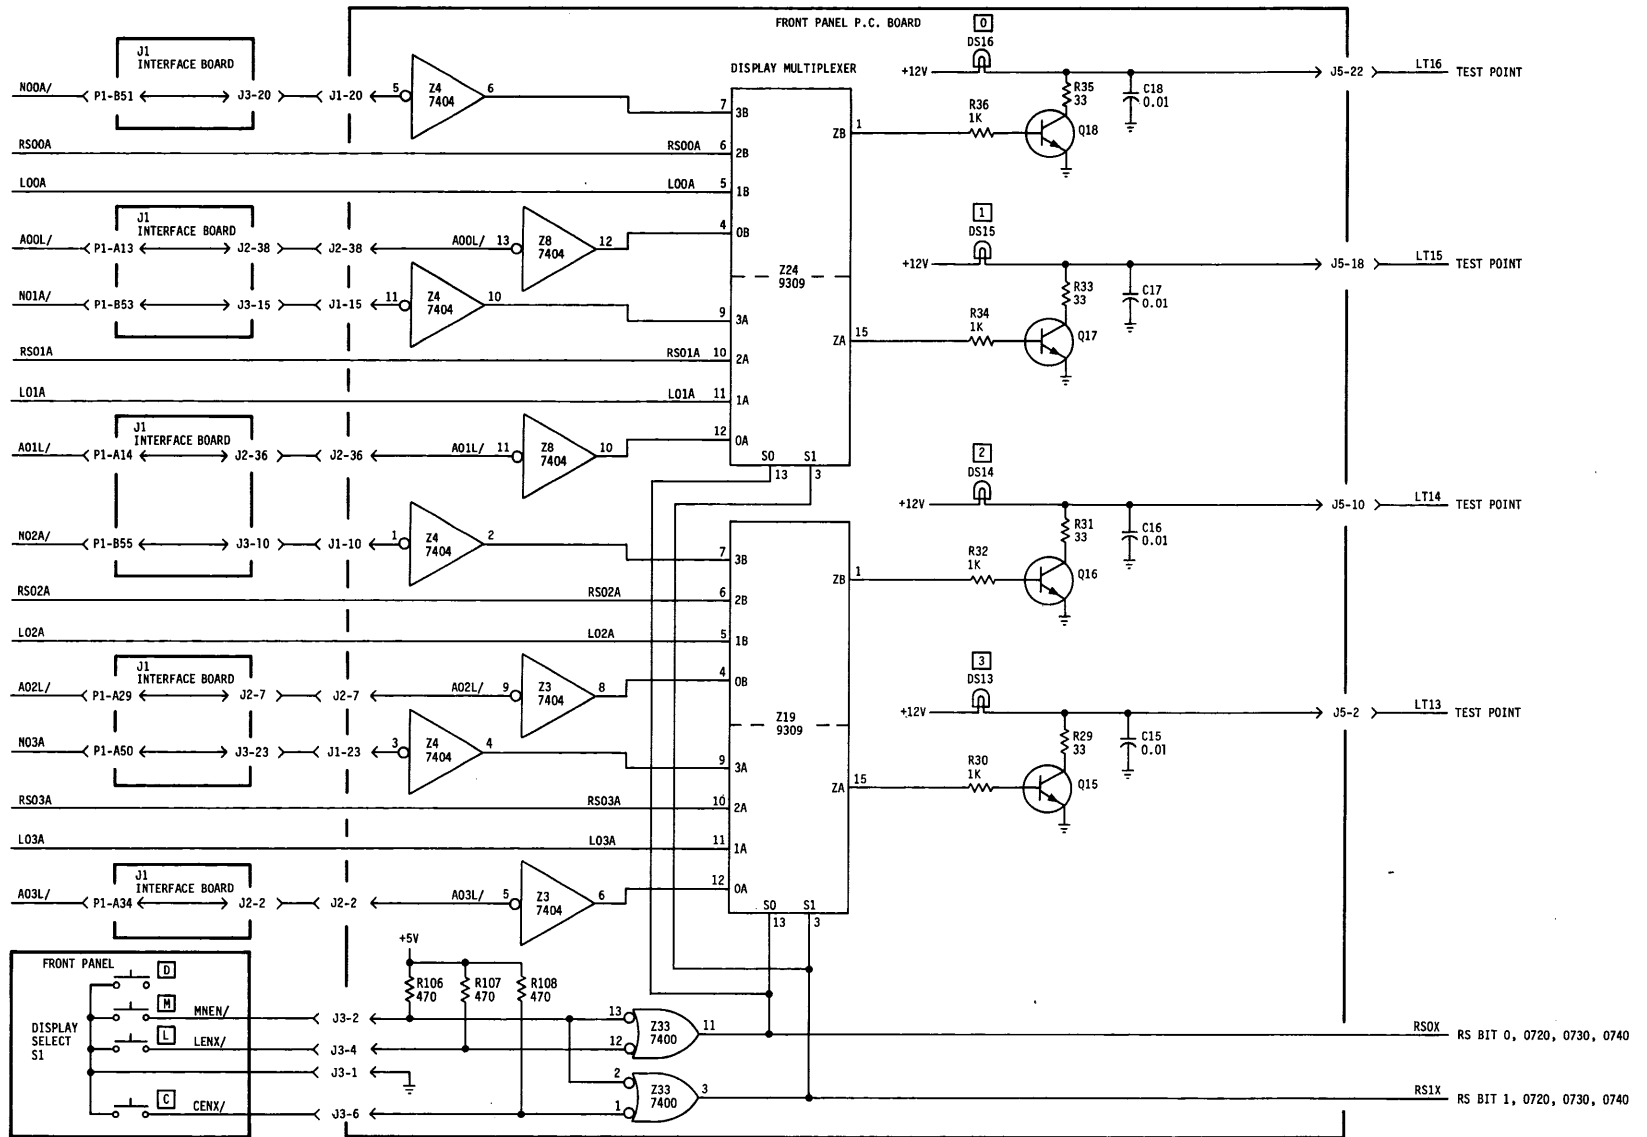 FRONT PANEL P.C. BOARD
0
DS16
J1
INTERFACE BOARD
DISPLAY MULTIPLEXER
+12V
J5-22
LT16
TEST POINT
N00A/
P1-B51
J3-20
J1-20
5
Z4
7404
6
7
3B
R35
33
C18
0.01
R36
1K
ZB
1
Q18
RS00A
RS00A
6
2B
L00A
L00A
5
1B
J1
INTERFACE BOARD
1
DS15
A00L/
P1-A13
J2-38
J2-38
A00L/
13
Z8
7404
12
4
0B
+12V
J5-18
LT15
TEST POINT
Z24
9309
N01A/
P1-B53
J3-15
J1-15
11
Z4
7404
10
9
3A
R33
33
C17
0.01
R34
1K
ZA
15
Q17
RS01A
RS01A
10
2A
L01A
L01A
11
1A
J1
INTERFACE BOARD
A01L/
P1-A14
J2-36
J2-36
A01L/
11
Z8
7404
10
12
0A
S0
S1
13
3
2
DS14
+12V
J5-10
LT14
TEST POINT
N02A/
P1-B55
J3-10
J1-10
1
Z4
7404
2
7
3B
R31
33
C16
0.01
R32
1K
ZB
1
Q16
RS02A
RS02A
6
2B
L02A
L02A
5
1B
J1
INTERFACE BOARD
3
DS13
A02L/
P1-A29
J2-7
J2-7
A02L/
9
Z3
7404
8
4
0B
+12V
J5-2
LT13
TEST POINT
Z19
9309
N03A
P1-A50
J3-23
J1-23
3
Z4
7404
4
9
3A
R29
33
C15
0.01
R30
1K
ZA
15
Q15
RS03A
RS03A
10
2A
L03A
L03A
11
1A
J1
INTERFACE BOARD
A03L/
P1-A34
J2-2
J2-2
A03L/
5
Z3
7404
6
12
0A
S0
S1
13
3
FRONT PANEL
D
+5V
R106
470
R107
470
R108
470
M
MNEN/
J3-2
13
Z33
7400
11
DISPLAY
SELECT
S1
L
LENX/
J3-4
12
RS0X
RS BIT 0, 0720, 0730, 0740
J3-1
2
Z33
7400
3
C
CENX/
J3-6
1
RS1X
RS BIT 1, 0720, 0730, 0740